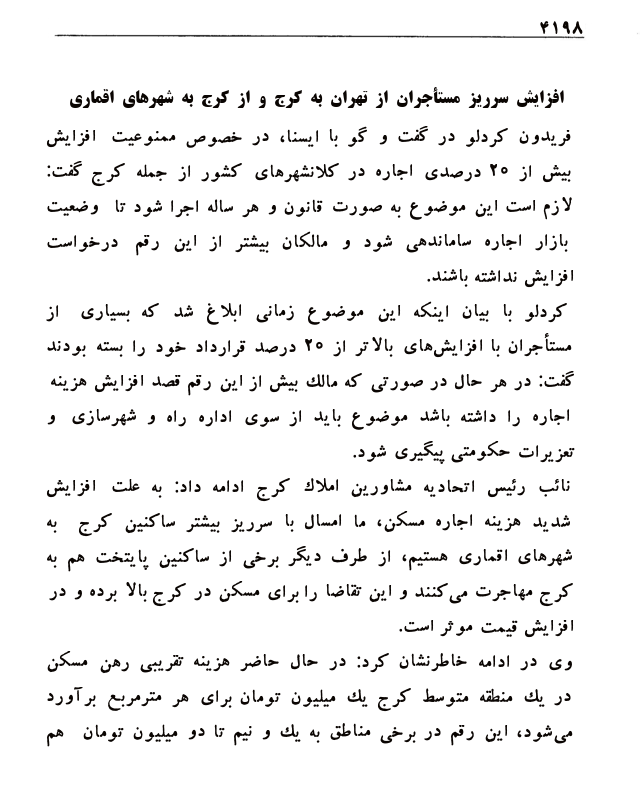 ۴۱۹۸
افزایش سرریز مستأجران از تهران به کرج و از کرج به شهرهای اقماری
فریدون کردلو در گفت و گو با ایسنا، در خصوص ممنوعیت افزایش
بیش از ۲۵ درصدی اجاره در کلانشهرهای کشور از جمله کرج گفت:
لازم است این موضوع به صورت قانون و هر ساله اجرا شود تا وضعیت
بازار اجاره ساماندهی شود و مالکان بیشتر از این رقم درخواست
افزایش نداشته باشند.
کردلو با بیان اینکه این موضوع زمانی ابلاغ شد که بسیاری از
مستأجران با افزایش‌های بالاتر از ۲۵ درصد قرارداد خود را بسته بودند
گفت: در هر حال در صورتی که مالك بیش از این رقم قصد افزایش هزینه
اجاره را داشته باشد موضوع باید از سوی اداره راه و شهرسازی و
تعزیرات حکومتی پیگیری شود.
نائب رئیس اتحادیه مشاورین املاك کرج ادامه داد: به علت افزایش
شدید هزینه اجاره مسکن، ما امسال با سرریز بیشتر ساکنین کرج به
شهرهای اقماری هستیم، از طرف دیگر برخی از ساکنین پایتخت هم به
کرج مهاجرت می‌کنند و این تقاضا را برای مسکن در کرج بالا برده و در
افزایش قیمت موثر است.
وی در ادامه خاطرنشان کرد: در حال حاضر هزینه تقریبی رهن مسکن
در یك منطقه متوسط کرج یك میلیون تومان برای هر مترمربع برآورد
می‌شود، این رقم در برخی مناطق به یك و نیم تا دو میلیون تومان هم